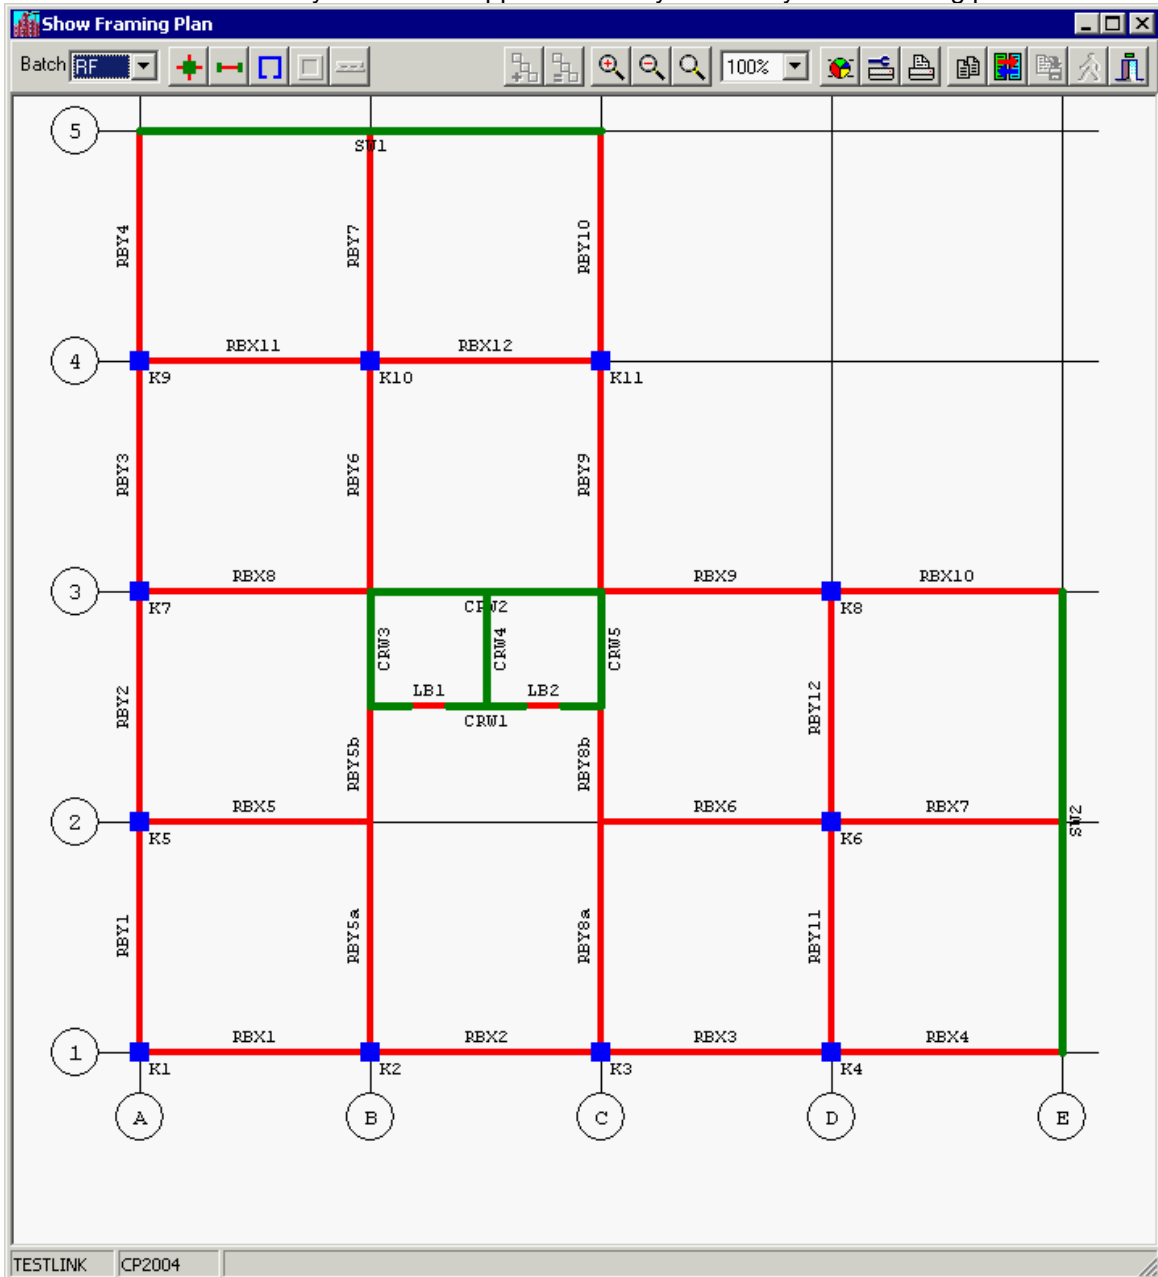 Show Framing Plan
Batch RF 100%
5
SW1
RBY4 RBY7 RBY10
RBX11 RBX12
4
K9 K10 K11
RBY3 RBY6 RBY9
RBX8 RBX9 RBX10
3
K7 CRW2 K8
CRW3 CRW4 CRW5
LB1 LB2
RBY2 RBY12
CRW1
RBY5b RBY8b
RBX5 RBX6 RBX7
2 SW2
K5 K6
RBY1 RBY5a RBY8a RBY11
RBX1 RBX2 RBX3 RBX4
1
K1 K2 K3 K4
A B C D E
TESTLINK CP2004